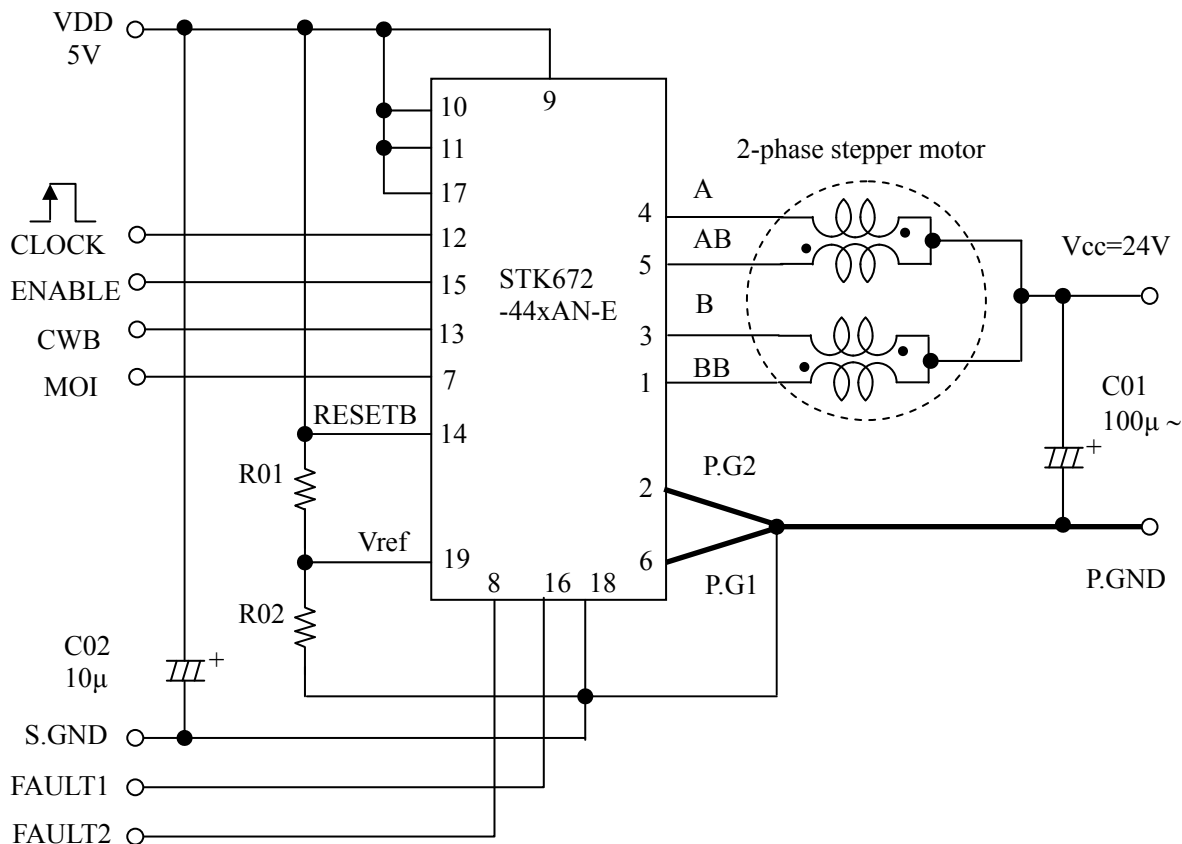 VDD
5V
9
10
11
17
2-phase stepper motor
A
4
CLOCK
12
AB
Vcc=24V
5
STK672
-44xAN-E
ENABLE
15
B
CWB
13
3
MOI
7
BB
1
C01
100µ ~
+
RESETB
14
R01
P.G2
2
Vref
19
6
P.G1
P.GND
8
16
18
R02
C02
10µ
+
S.GND
FAULT1
FAULT2